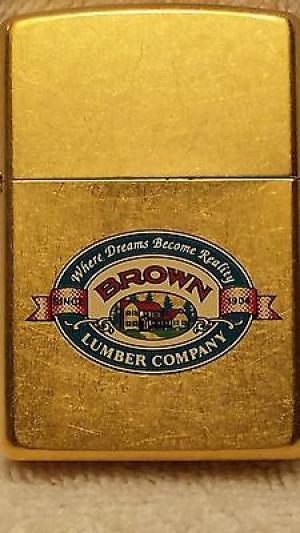 Where Dreams Become Reality
BROWN
SINCE 1904
LUMBER COMPANY